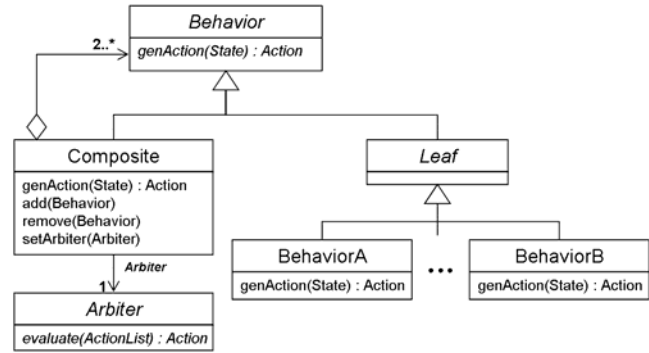 Behavior
genAction(State) : Action
2..*
Composite
genAction(State) : Action
add(Behavior)
remove(Behavior)
setArbiter(Arbiter)
Leaf
BehaviorA
genAction(State) : Action
...
BehaviorB
genAction(State) : Action
Arbiter
1
Arbiter
evaluate(ActionList) : Action